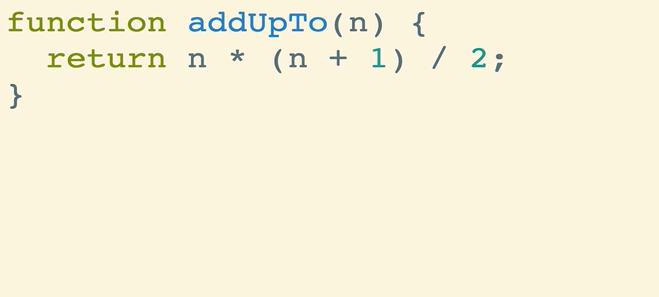 function addUpTo(n) {
  return n * (n + 1) / 2;
}